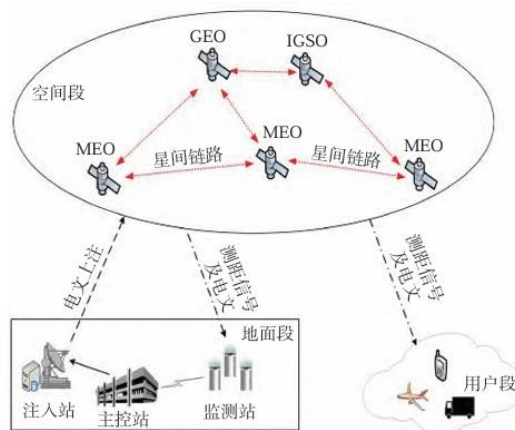 GEO
IGSO
空间段
MEO
星间链路
MEO
星间链路
MEO
电文上注
测距信号
及电文
测距信号
及电文
地面段
注入站
主控站
监测站
用户段